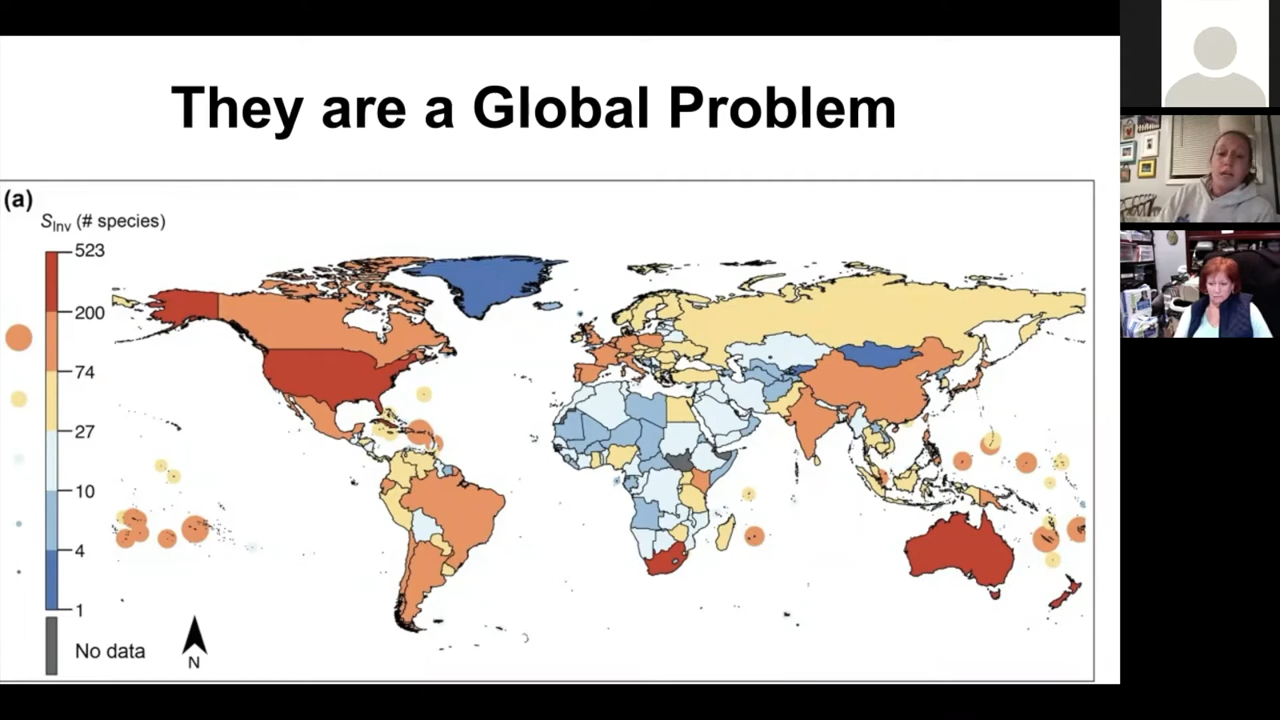 They are a Global Problem
(a)
SInv (# species)
523
200
74
27
10
4
1
No data
N